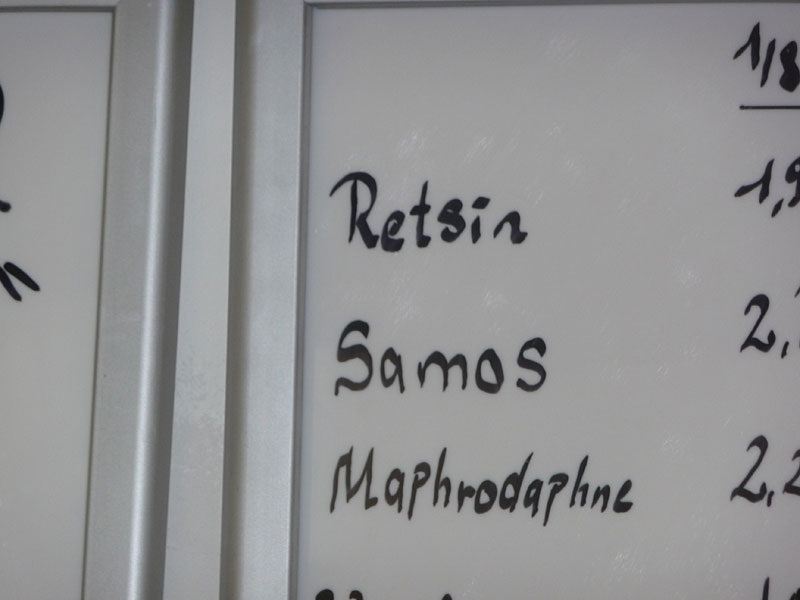 1/8
Retsin 1,9
Samos 2,
Maphrodaphne 2,2